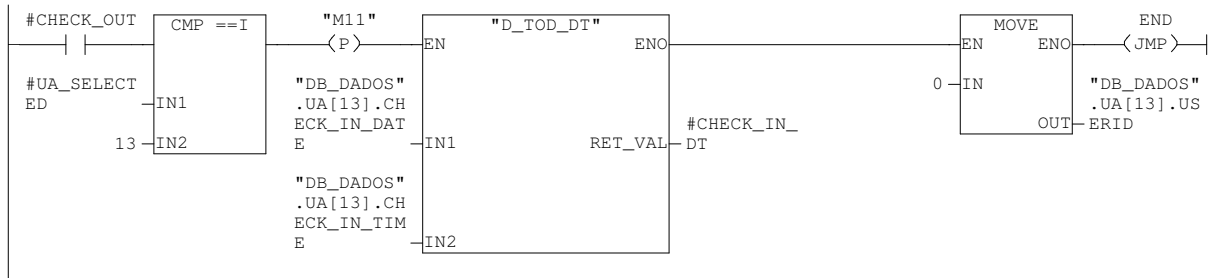 #CHECK_OUT
CMP ==I
"M11"
(P)
"D_TOD_DT"
MOVE
END
EN
ENO
EN
ENO
(JMP)
#UA_SELECT
ED
IN1
13
IN2
"DB_DADOS"
.UA[13].CH
ECK_IN_DAT
E
IN1
RET_VAL
#CHECK_IN_
DT
0
IN
"DB_DADOS"
.UA[13].US
ERID
OUT
"DB_DADOS"
.UA[13].CH
ECK_IN_TIM
E
IN2